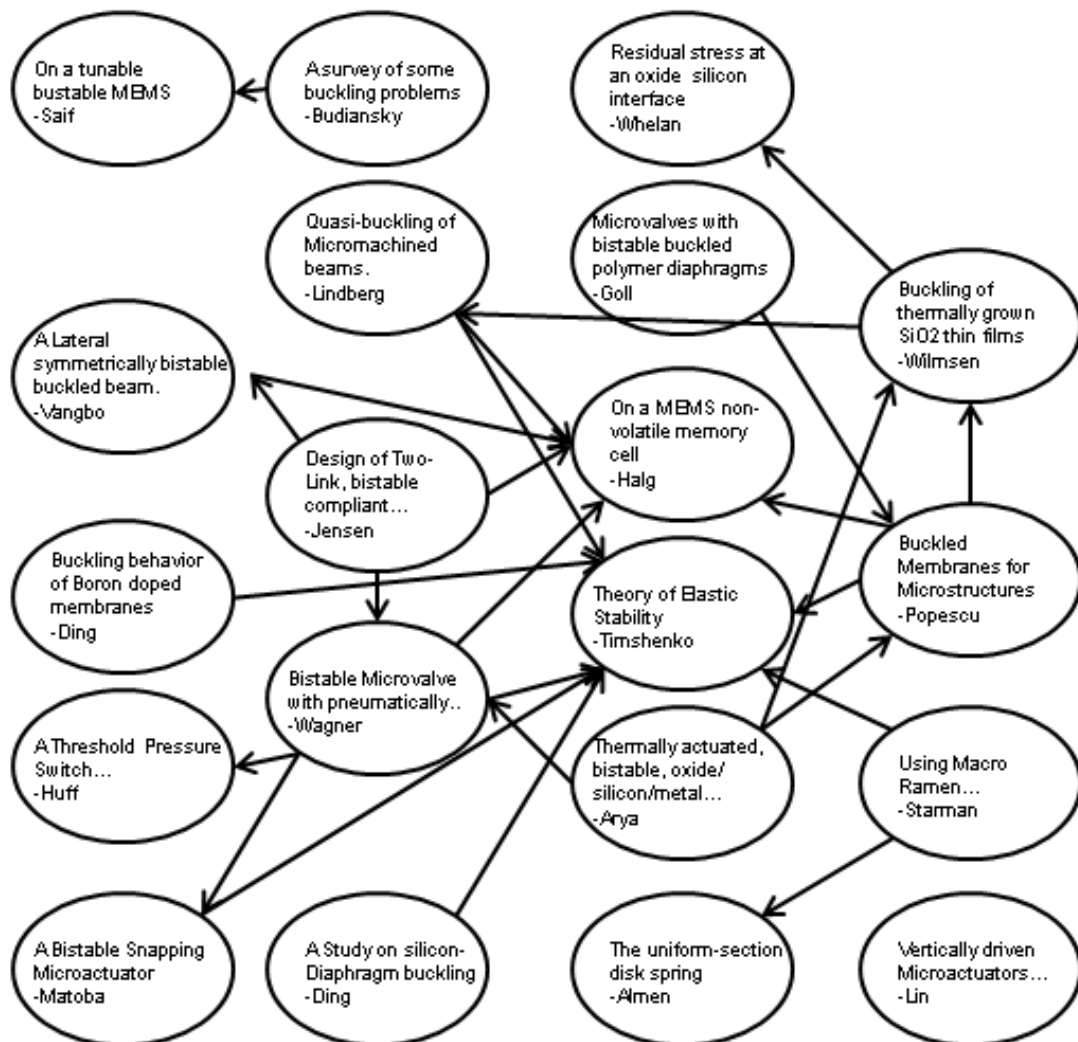 On a tunable
bustable MEMS
-Saif
A survey of some
buckling problems
-Budiansky
Residual stress at
an oxide silicon
interface
-Whelan
Quasi-buckling of
Micromachined
beams.
-Lindberg
Microvalves with
bistable buckled
polymer diaphragms
-Goll
Buckling of
thermally grown
SiO2 thin films
-Wilmsen
A Lateral
symmetrically bistable
buckled beam.
-Vangbo
On a MEMS non-
volatile memory
cell
-Halg
Design of Two-
Link, bistable
compliant...
-Jensen
Buckling behavior
of Boron doped
membranes
-Ding
Theory of Elastic
Stability
-Timshenko
Buckled
Membranes for
Microstructures
-Popescu
Bistable Microvalve
with pneumatically..
-Wagner
A Threshold Pressure
Switch...
-Huff
Thermally actuated,
bistable, oxide/
silicon/metal...
-Arya
Using Macro
Ramen...
-Starman
A Bistable Snapping
Microactuator
-Matoba
A Study on silicon-
Diaphragm buckling
-Ding
The uniform-section
disk spring
-Almen
Vertically driven
Microactuators...
-Lin